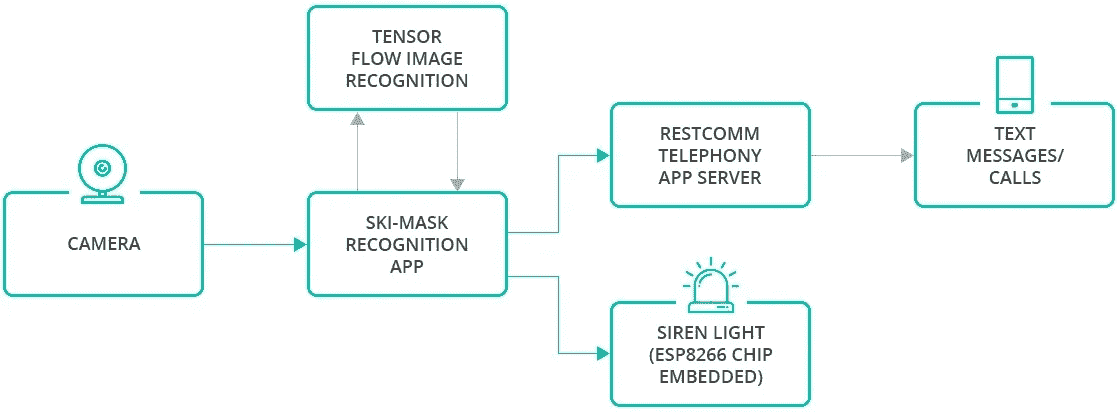 TENSOR
FLOW IMAGE
RECOGNITION
CAMERA
SKI-MASK
RECOGNITION
APP
RESTCOMM
TELEPHONY
APP SERVER
TEXT
MESSAGES/
CALLS
SIREN LIGHT
(ESP8266 CHIP
EMBEDDED)